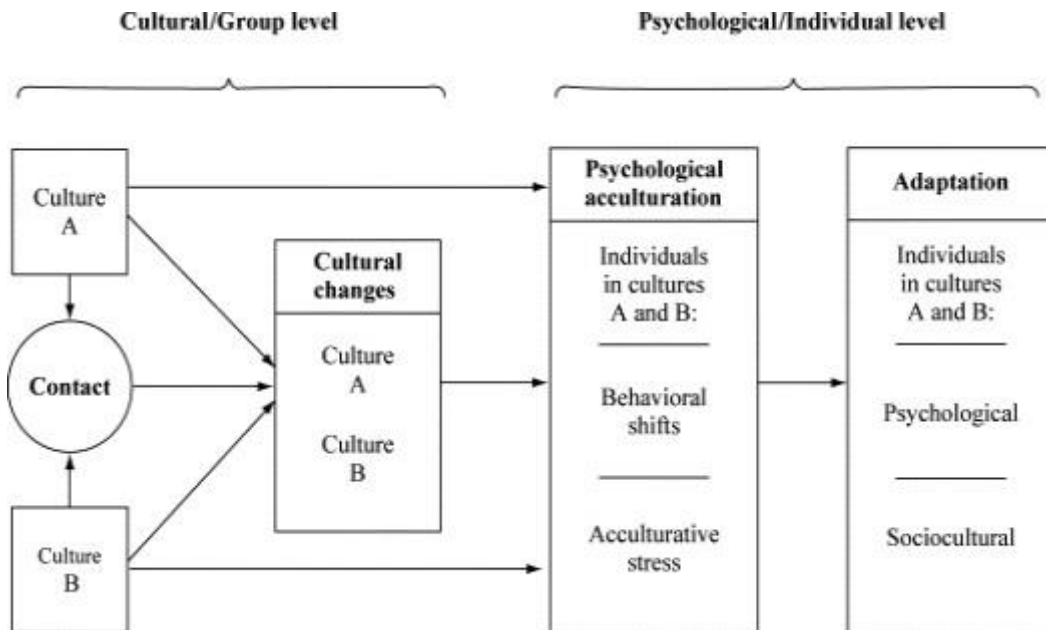 Cultural/Group level
Psychological/Individual level
Culture
A
Contact
Culture
B
Cultural
changes
Culture
A
Culture
B
Psychological
acculturation
Individuals
in cultures
A and B:
Behavioral
shifts
Acculturative
stress
Adaptation
Individuals
in cultures
A and B:
Psychological
Sociocultural